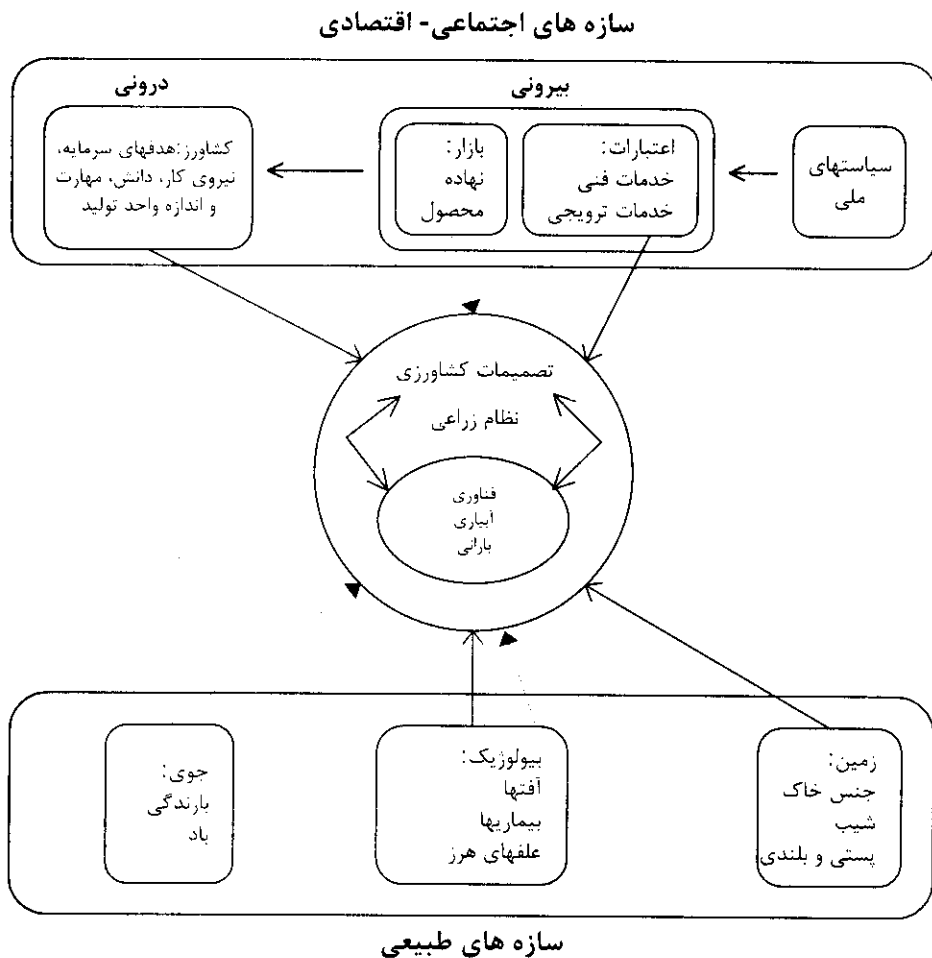 سازه های اجتماعی- اقتصادی
بیرونی
درونی
سیاستهای
ملی
اعتبارات:
خدمات فنی
خدمات ترویجی
بازار:
نهاده
محصول
کشاورز:هدفهای سرمایه،
نیروی کار، دانش، مهارت
و اندازه واحد تولید
تصمیمات کشاورزی
نظام زراعی
فناوری
آبیاری
بارانی
زمین:
جنس خاک
شیب
پستی و بلندی
بیولوژیک:
آفتها
بیماریها
علفهای هرز
جوی:
بارندگی
باد
سازه های طبیعی